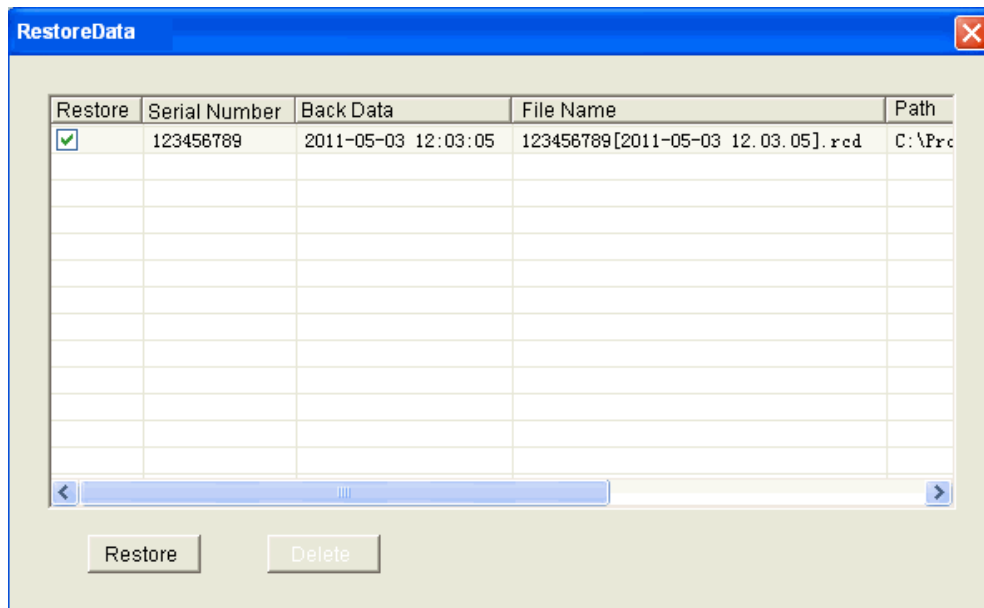 RestoreData
Restore Serial Number Back Data File Name Path
123456789 2011-05-03 12:03:05 123456789[2011-05-03 12.03.05].rcd C:\Pro
Restore Delete